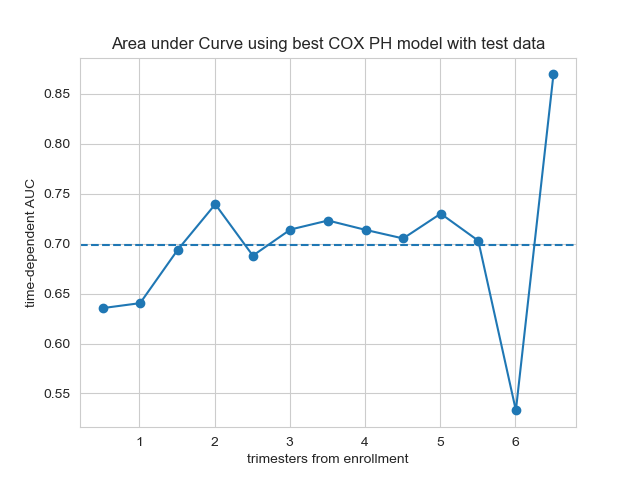 Area under Curve using best COX PH model with test data
time-dependent AUC
0.85
0.80
0.75
0.70
0.65
0.60
0.55
1 2 3 4 5 6
trimesters from enrollment